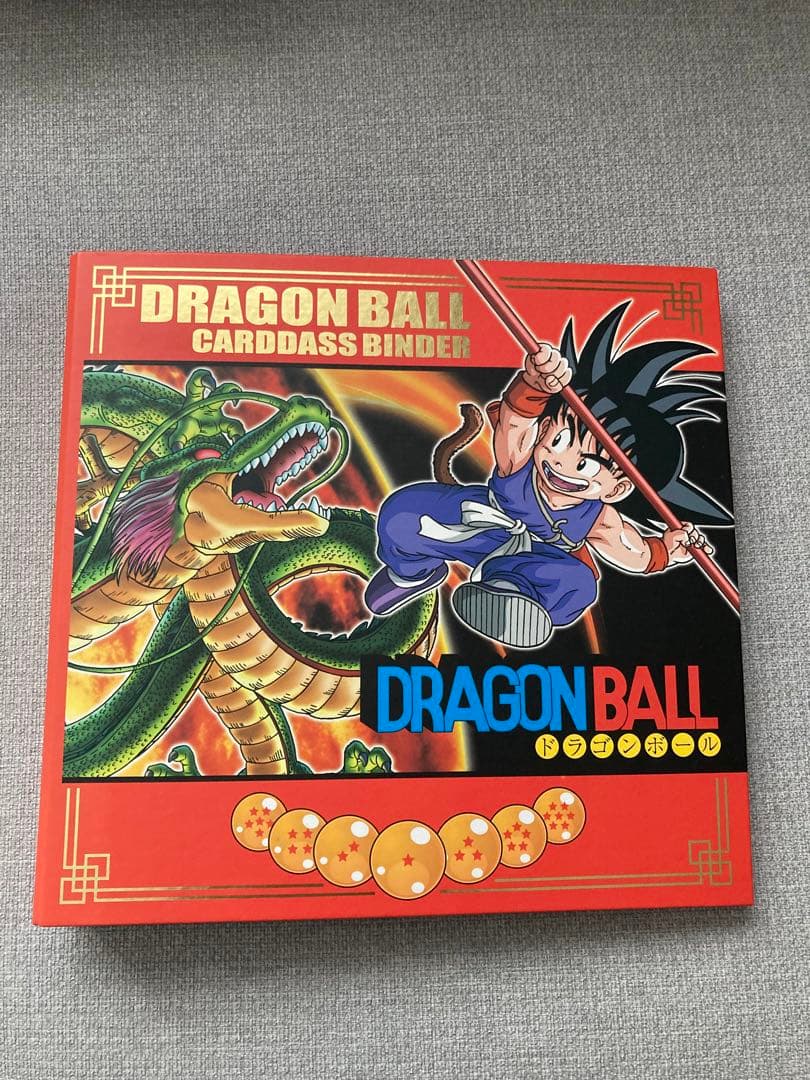 DRAGON BALL
CARDDASS BINDER
DRAGON BALL
ドラゴンボール